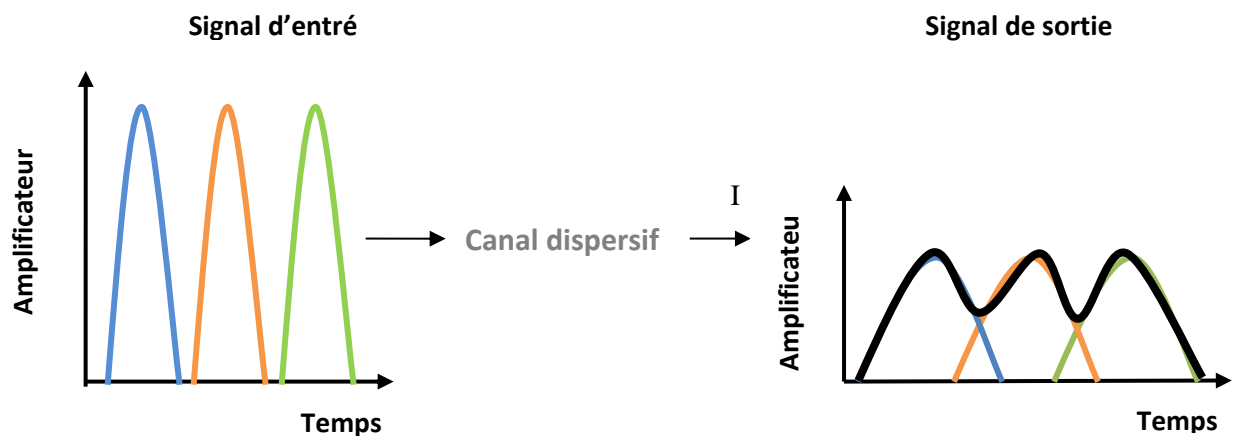 Signal d’entré
Signal de sortie
Amplificateur
I
Canal dispersif
Amplificateu
Temps
Temps